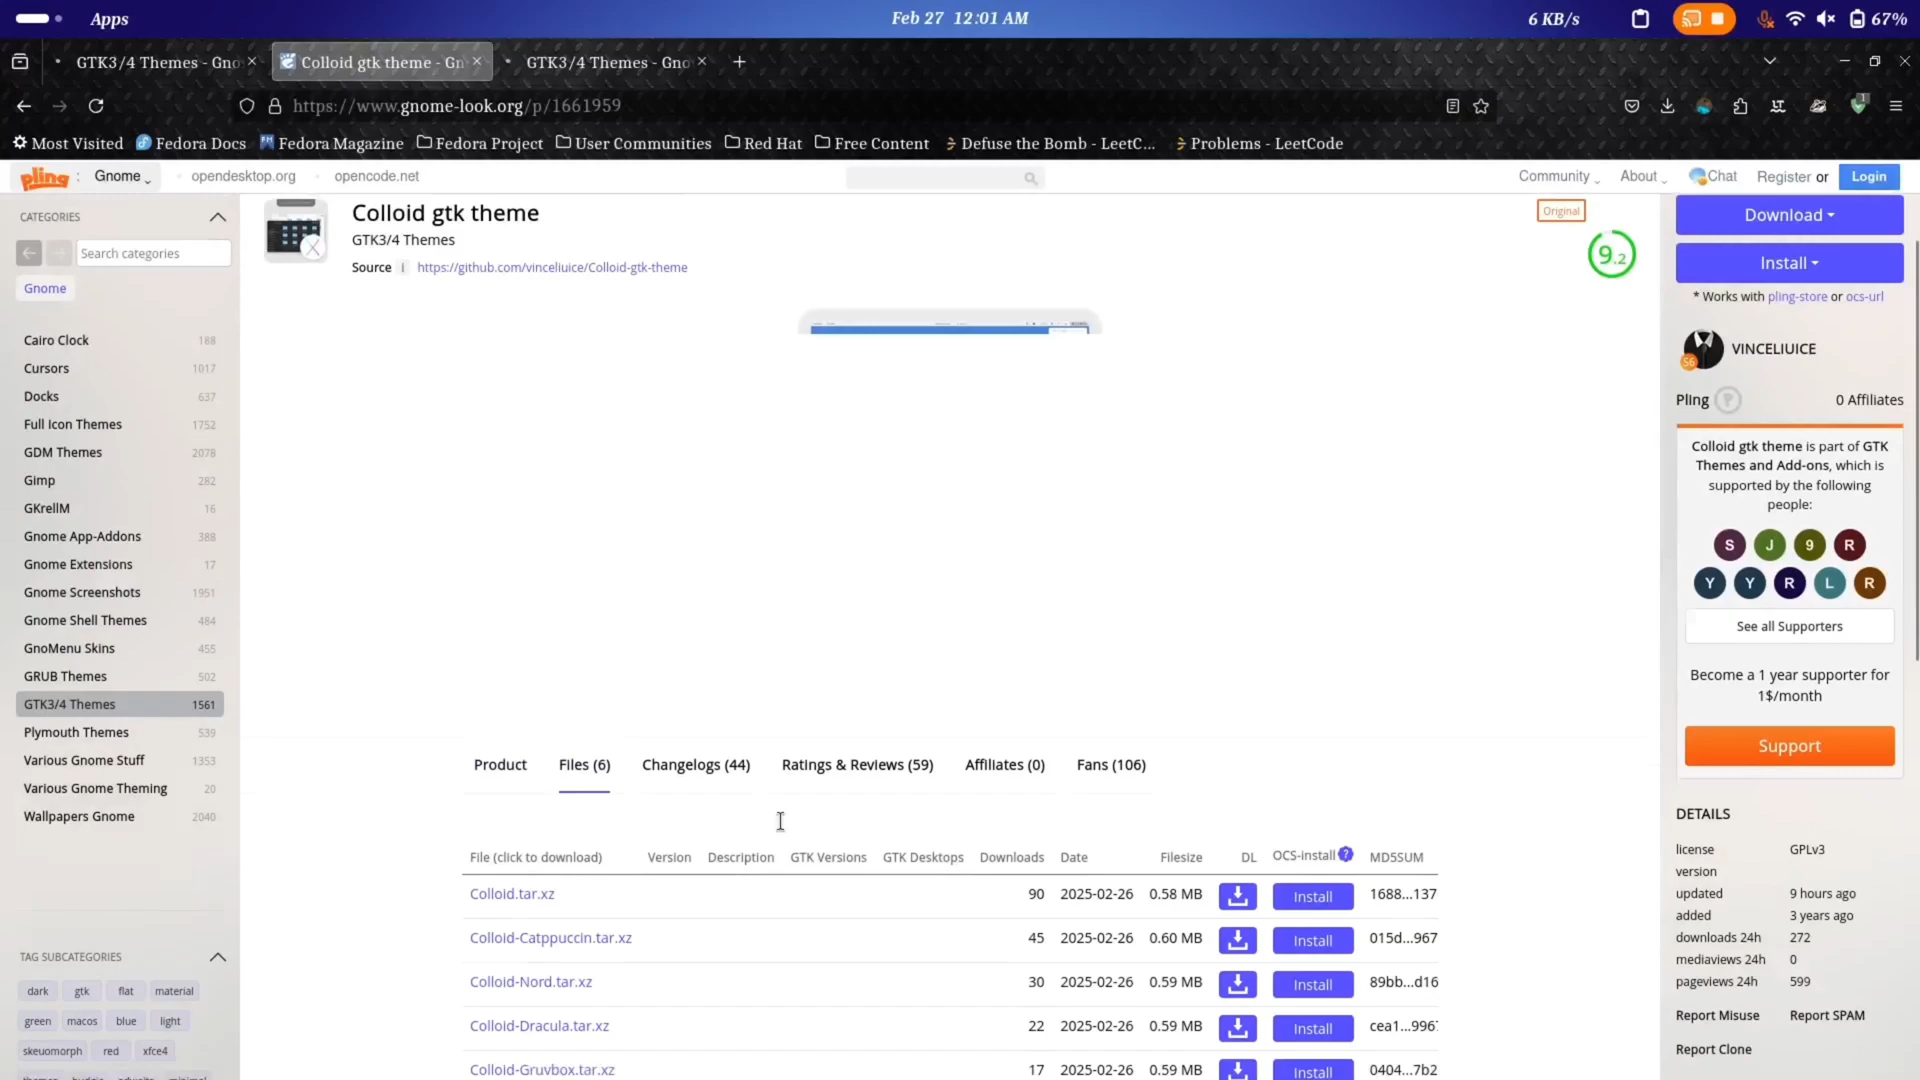 Apps
Feb 27 12:01 AM
6 KB/s
67%
GTK3/4 Themes - Gno
Colloid gtk theme - Gn
GTK3/4 Themes - Gno
https://www.gnome-look.org/p/1661959
1
Most Visited
Fedora Docs
Fedora Magazine
Fedora Project
User Communities
Red Hat
Free Content
Defuse the Bomb - LeetC...
Problems - LeetCode
pling : Gnome
opendesktop.org
opencode.net
Community
About
Chat
Register or
Login
CATEGORIES
Search categories
Gnome
Cairo Clock 188
Cursors 1017
Docks 637
Full Icon Themes 1752
GDM Themes 2078
Gimp 282
GKrellM 16
Gnome App-Addons 388
Gnome Extensions 17
Gnome Screenshots 1951
Gnome Shell Themes 484
GnoMenu Skins 455
GRUB Themes 502
GTK3/4 Themes 1561
Plymouth Themes 539
Various Gnome Stuff 1353
Various Gnome Theming 20
Wallpapers Gnome 2040
TAG SUBCATEGORIES
dark gtk flat material
green macos blue light
skeuomorph red xfce4
Colloid gtk theme
GTK3/4 Themes
Source | https://github.com/vinceliuice/Colloid-gtk-theme
Original
9.2
Product Files (6) Changelogs (44) Ratings & Reviews (59) Affiliates (0) Fans (106)
File (click to download) Version Description GTK Versions GTK Desktops Downloads Date Filesize DL OCS-Install ? MD5SUM
Colloid.tar.xz 90 2025-02-26 0.58 MB Install 1688...137
Colloid-Catppuccin.tar.xz 45 2025-02-26 0.60 MB Install 015d...967
Colloid-Nord.tar.xz 30 2025-02-26 0.59 MB Install 89bb...d16
Colloid-Dracula.tar.xz 22 2025-02-26 0.59 MB Install cea1...996
Colloid-Gruvbox.tar.xz 17 2025-02-26 0.59 MB Install 0404...7b2
Download
Install
* Works with pling-store or ocs-url
56
VINCELIUICE
Pling
0 Affiliates
Colloid gtk theme is part of GTK
Themes and Add-ons, which is
supported by the following
people:
S J 9 R
Y Y R L R
See all Supporters
Become a 1 year supporter for
1$/month
Support
DETAILS
license GPLv3
version
updated 9 hours ago
added 3 years ago
downloads 24h 272
mediaviews 24h 0
pageviews 24h 599
Report Misuse Report SPAM
Report Clone